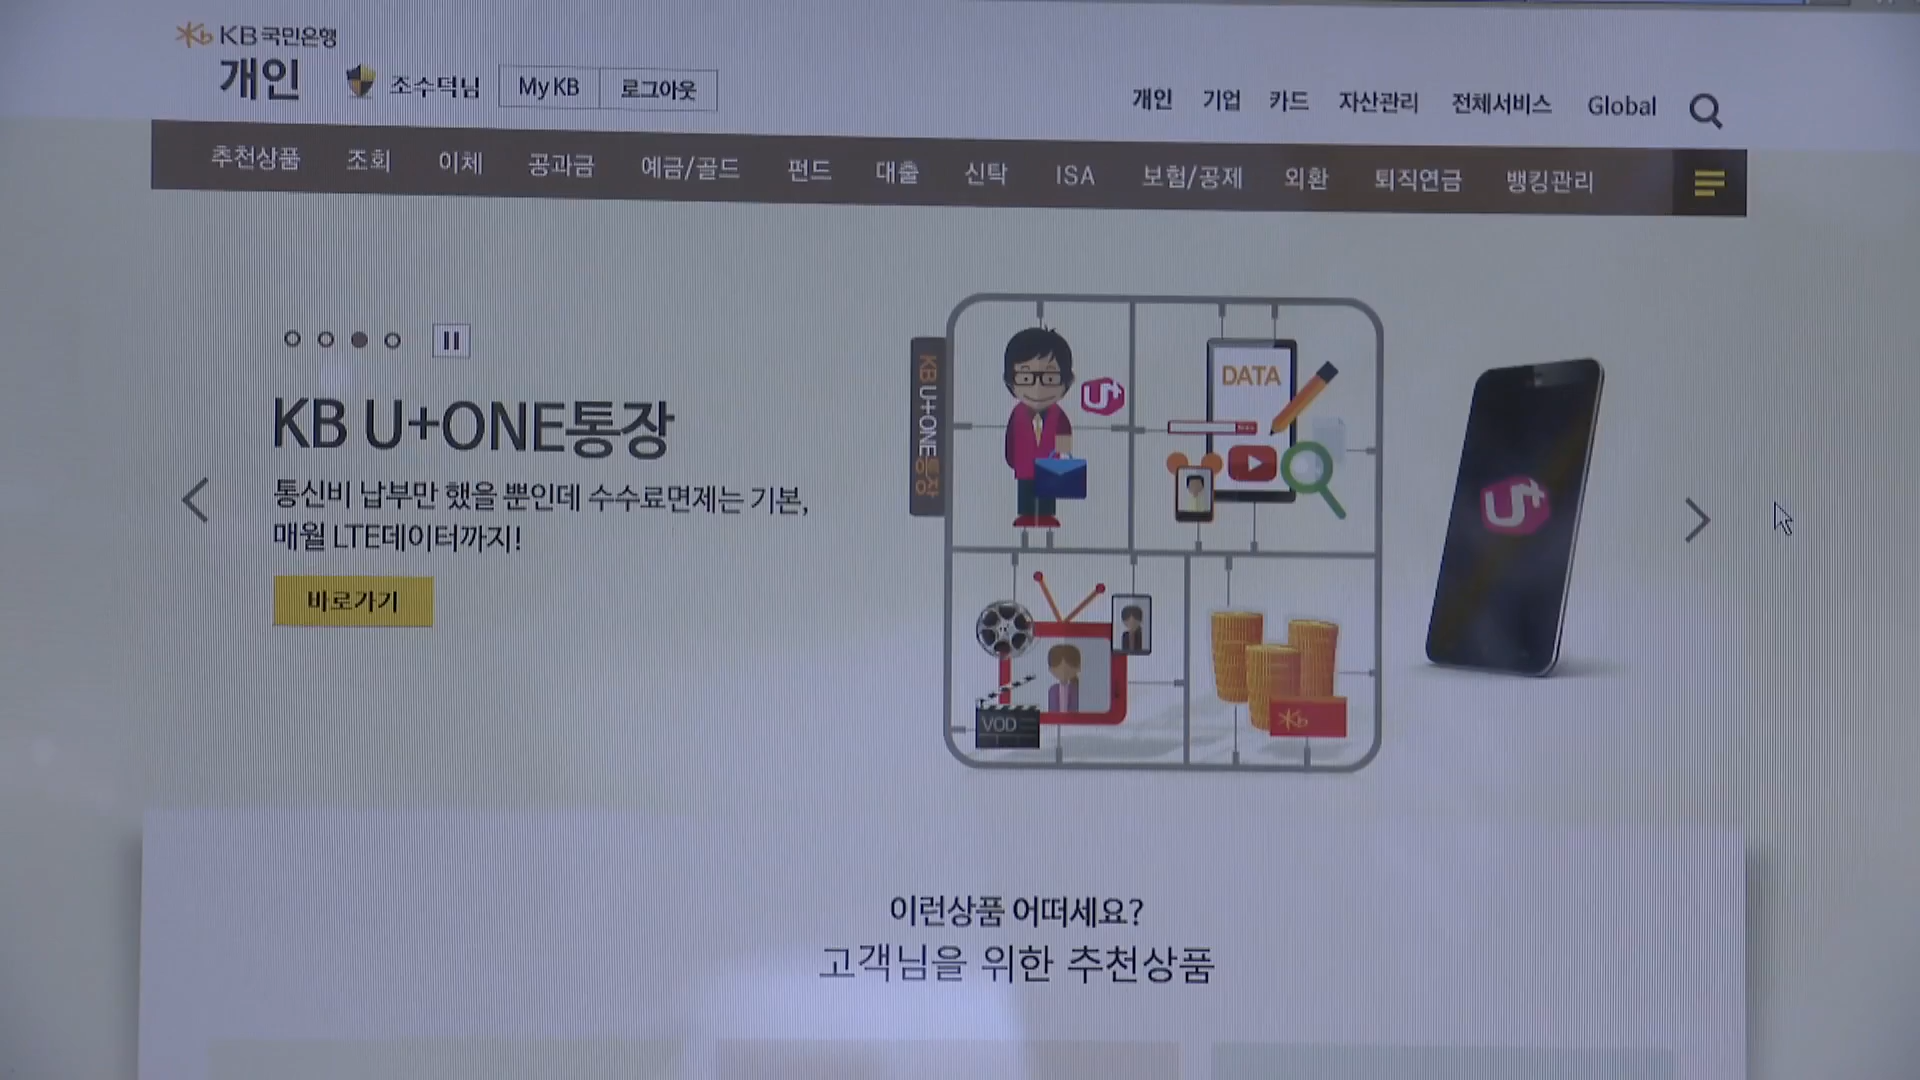 KB국민은행
개인
조수덕님
My KB
로그아웃
개인 기업 카드 자산관리 전체서비스 Global
추천상품 조회 이체 공과금 예금/골드 펀드 대출 신탁 ISA 보험/공제 외환 퇴직연금 뱅킹관리
KB U+ONE통장
통신비 납부만 했을 뿐인데 수수료면제는 기본,
매월 LTE데이터까지!
바로가기
KB U+ONE통장
U+
DATA
VOD
Kb
U+
이런상품 어떠세요?
고객님을 위한 추천상품